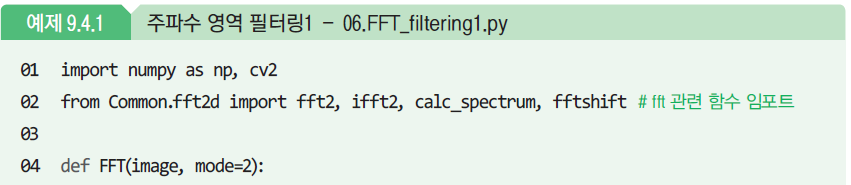 예제 9.4.1 주파수 영역 필터링1 - 06.FFT_filtering1.py
01 import numpy as np, cv2
02 from Common.fft2d import fft2, ifft2, calc_spectrum, fftshift # fft 관련 함수 임포트
03
04 def FFT(image, mode=2):